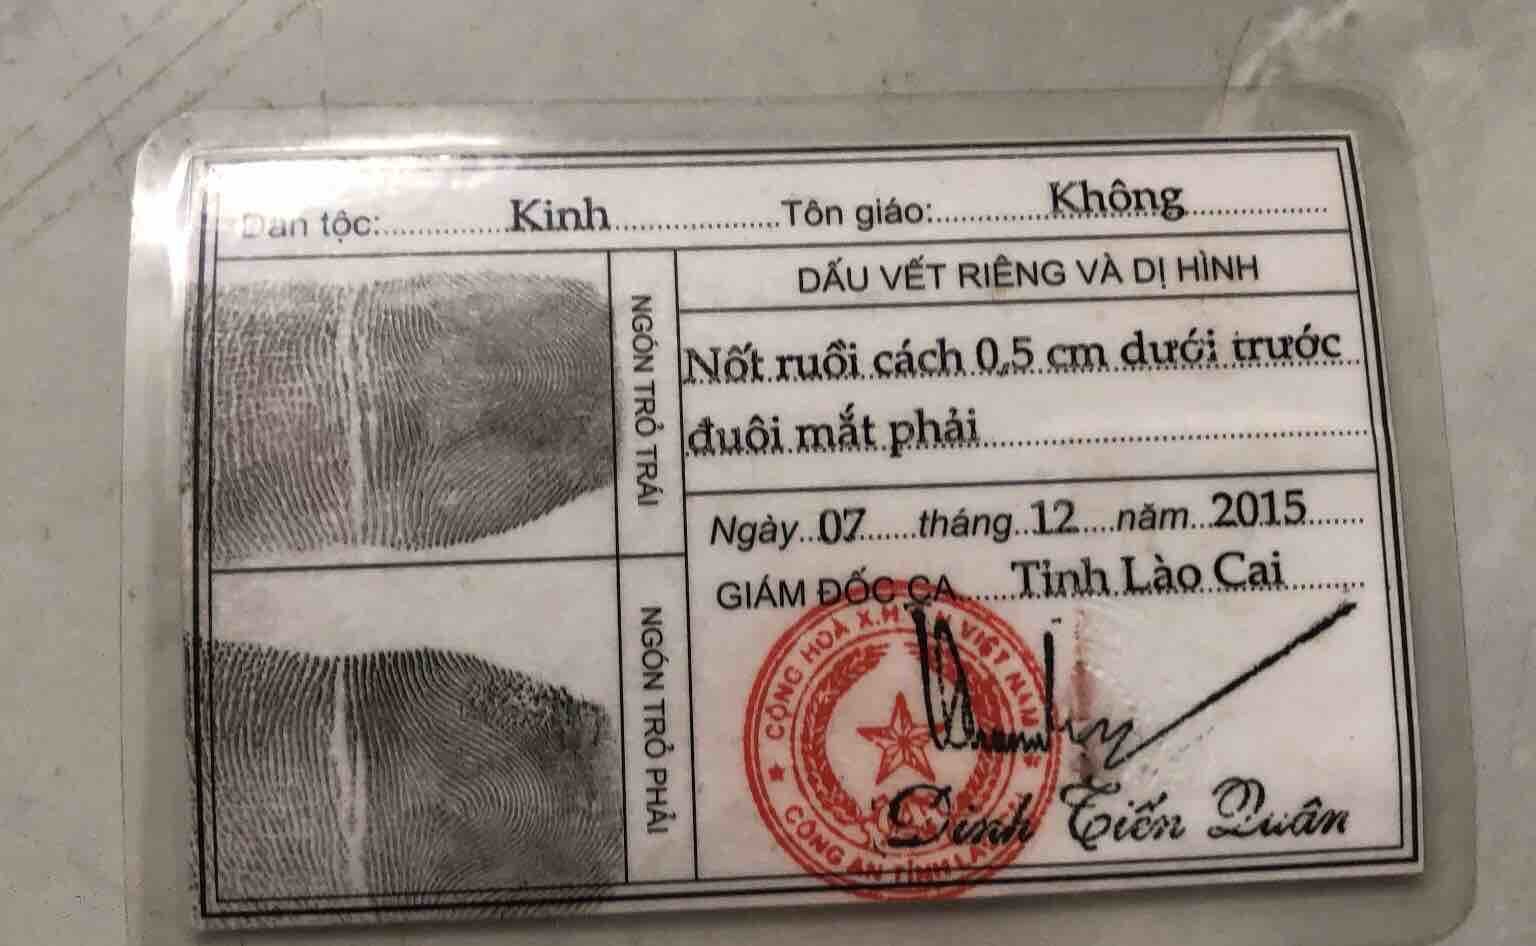 Dân tộc: Kinh Tôn giáo: Không
DẤU VẾT RIÊNG VÀ DỊ HÌNH
NGÓN TRỎ TRÁI
Nốt ruồi cách 0,5 cm dưới trước
đuôi mắt phải
Ngày 07 tháng 12 năm 2015
GIÁM ĐỐC CA Tỉnh Lào Cai
NGÓN TRỎ PHẢI
CỘNG HOÀ X.H VIỆT NAM
CÔNG AN TỈNH LÀO
Đinh Tiến Quân